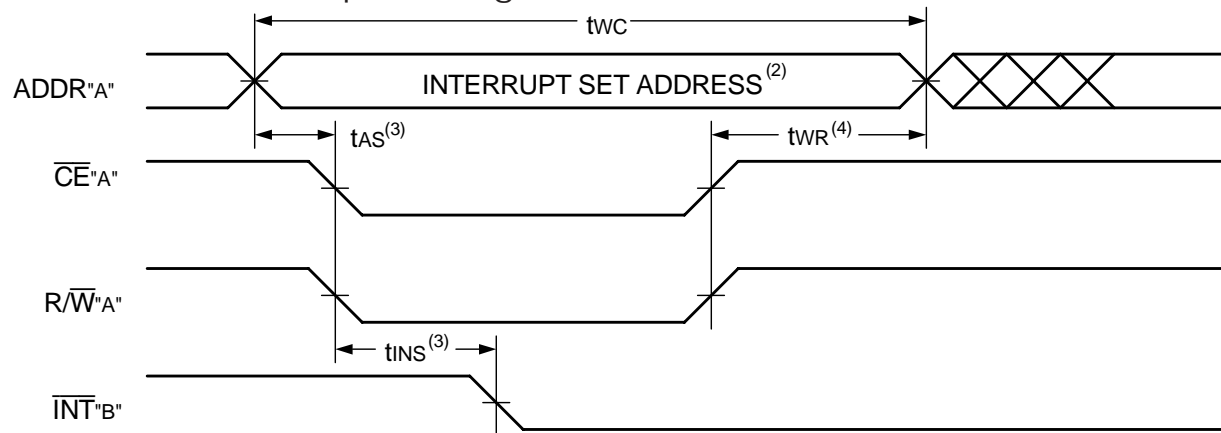 tWC
ADDR"A"
INTERRUPT SET ADDRESS(2)
tAS(3)
tWR(4)
CE"A"
R/W"A"
tINS(3)
INT"B"